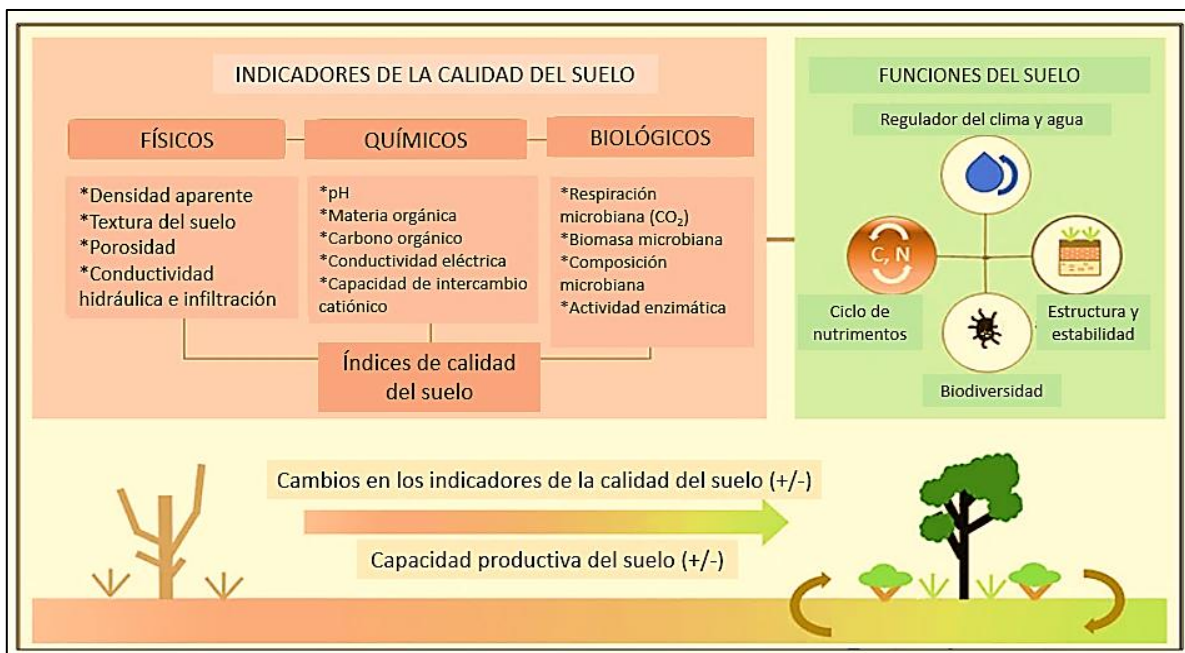 INDICADORES DE LA CALIDAD DEL SUELO
FÍSICOS
*Densidad aparente
*Textura del suelo
*Porosidad
*Conductividad
hidráulica e infiltración
QUÍMICOS
*pH
*Materia orgánica
*Carbono orgánico
*Conductividad eléctrica
*Capacidad de intercambio
catiónico
BIOLÓGICOS
*Respiración
microbiana (CO₂)
*Biomasa microbiana
*Composición
microbiana
*Actividad enzimática
Índices de calidad
del suelo
FUNCIONES DEL SUELO
Regulador del clima y agua
C, N
Ciclo de
nutrimentos
Estructura y
estabilidad
Biodiversidad
Cambios en los indicadores de la calidad del suelo (+/-)
Capacidad productiva del suelo (+/-)